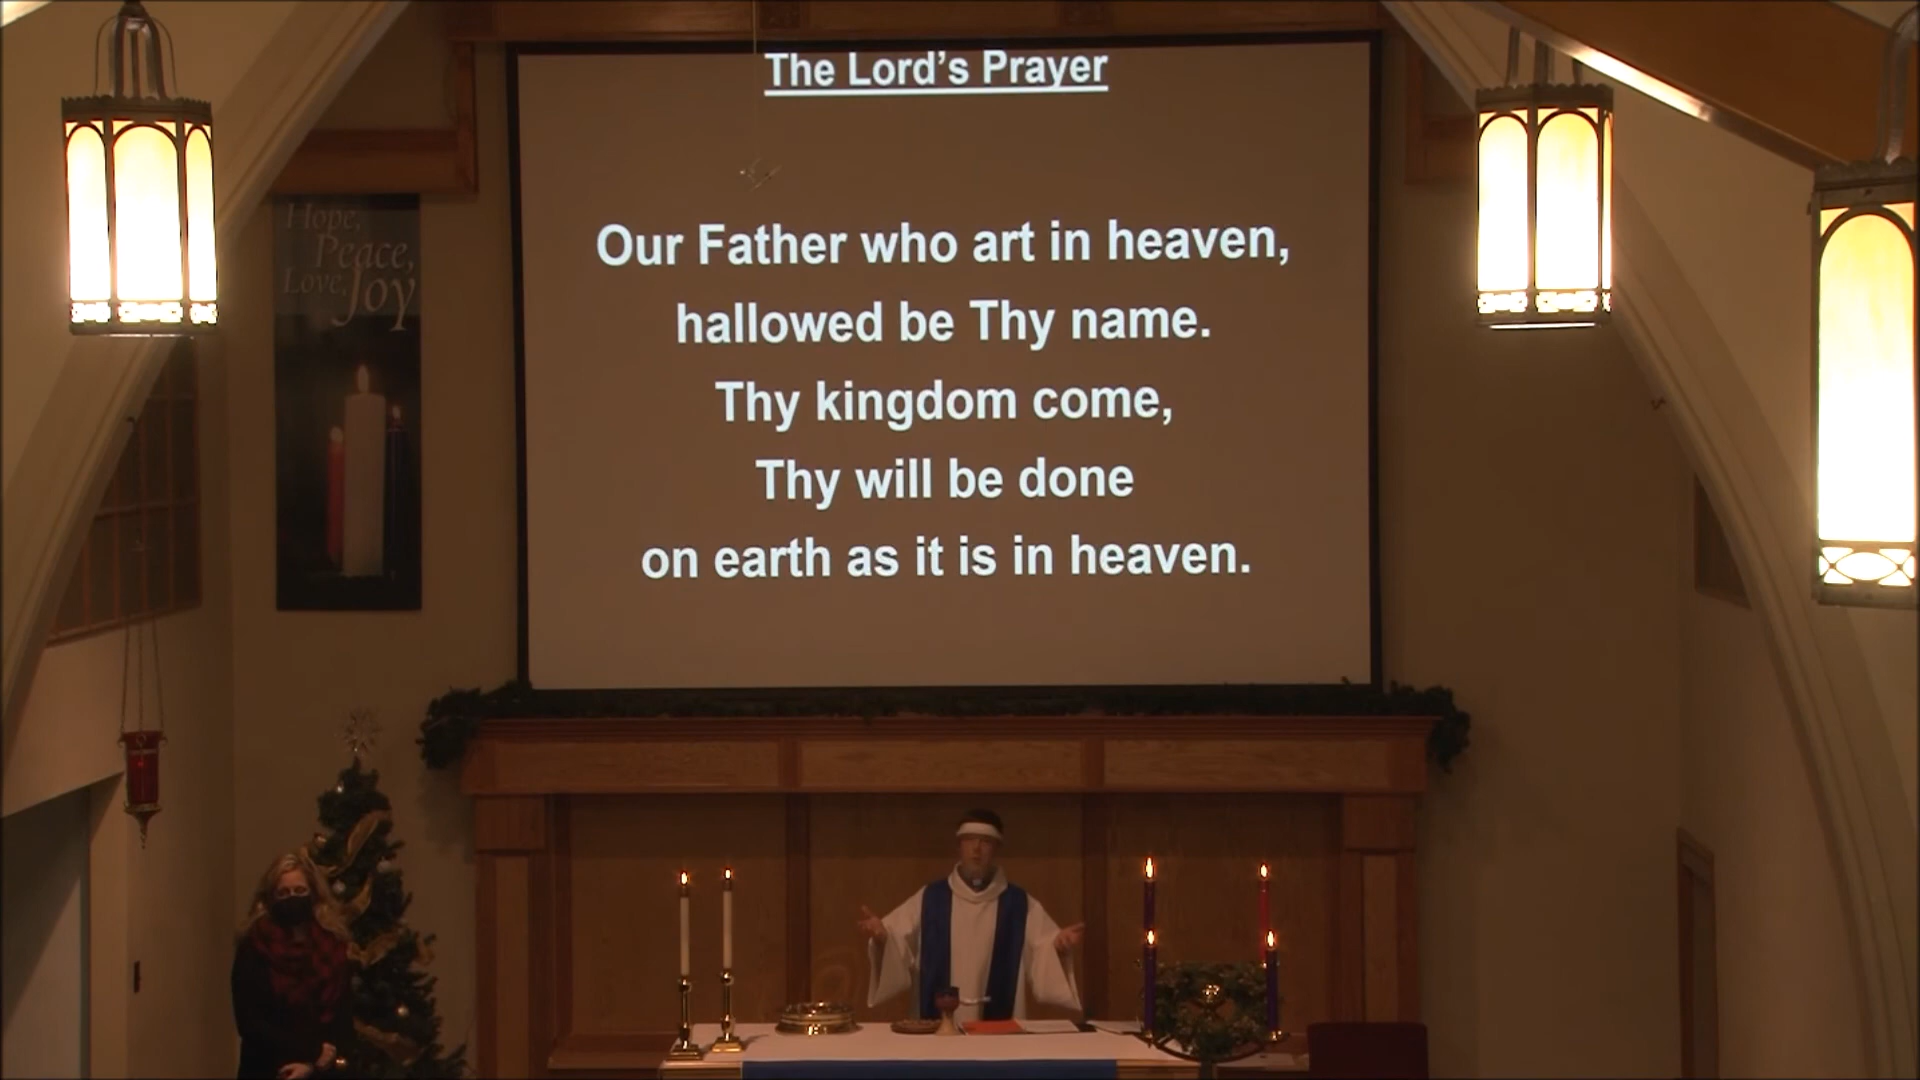 The Lord's Prayer
Our Father who art in heaven,
hallowed be Thy name.
Thy kingdom come,
Thy will be done
on earth as it is in heaven.
Hope,
Peace,
Love,
Joy